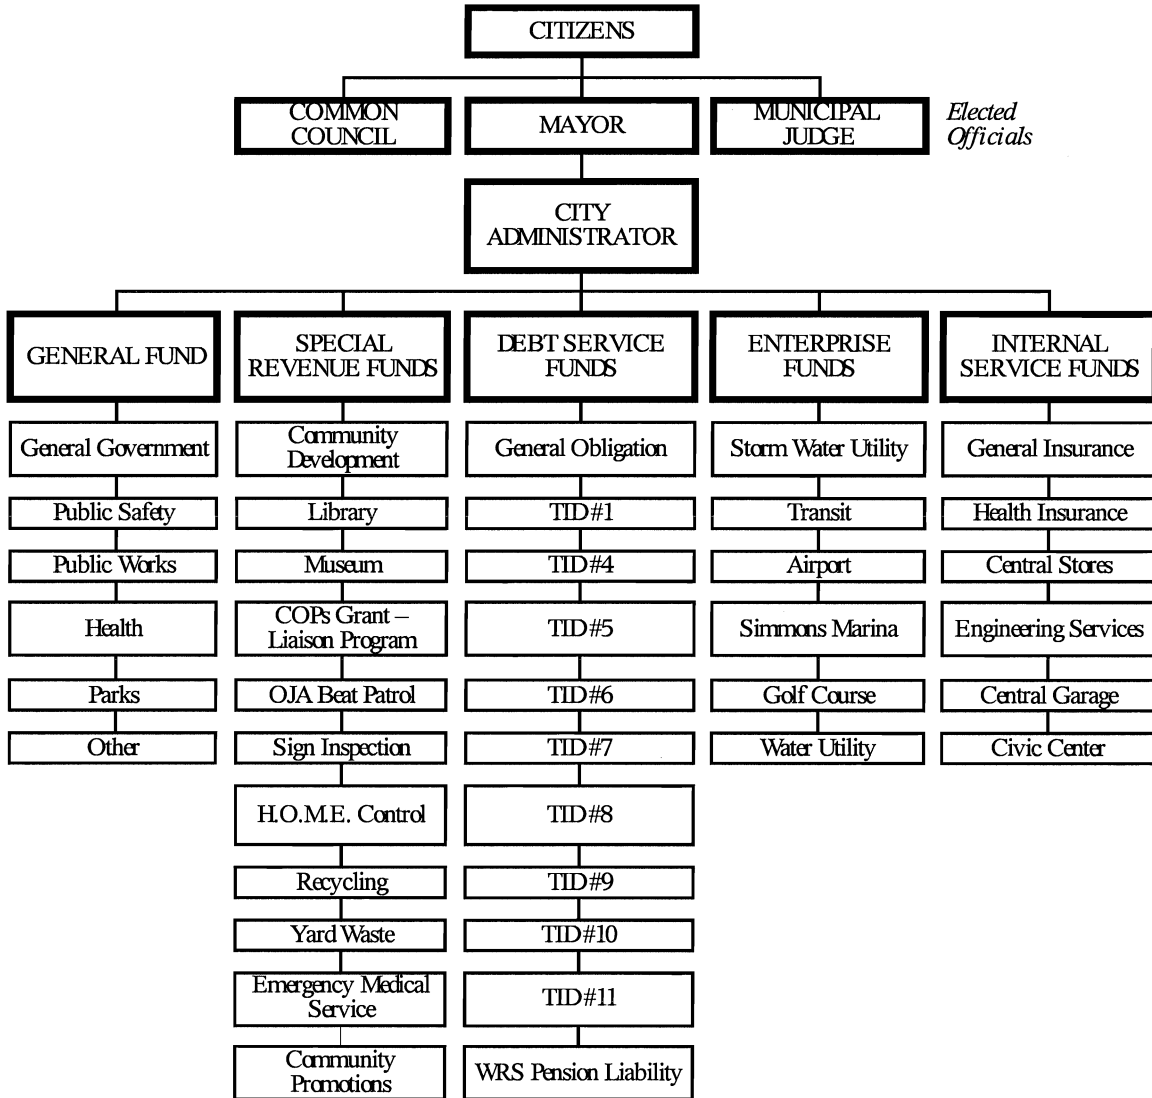 CITIZENS
COMMON
COUNCIL
MAYOR
MUNICIPAL
JUDGE
Elected
Officials
CITY
ADMINISTRATOR
GENERAL FUND
SPECIAL
REVENUE FUNDS
DEBT SERVICE
FUNDS
ENTERPRISE
FUNDS
INTERNAL
SERVICE FUNDS
General Government
Community
Development
General Obligation
Storm Water Utility
General Insurance
Public Safety
Library
TID#1
Transit
Health Insurance
Public Works
Museum
TID#4
Airport
Central Stores
Health
COPs Grant –
Liaison Program
TID#5
Simmons Marina
Engineering Services
Parks
OJA Beat Patrol
TID#6
Golf Course
Central Garage
Other
Sign Inspection
TID#7
Water Utility
Civic Center
H.O.M.E. Control
TID#8
Recycling
TID#9
Yard Waste
TID#10
Emergency Medical
Service
TID#11
Community
Promotions
WRS Pension Liability